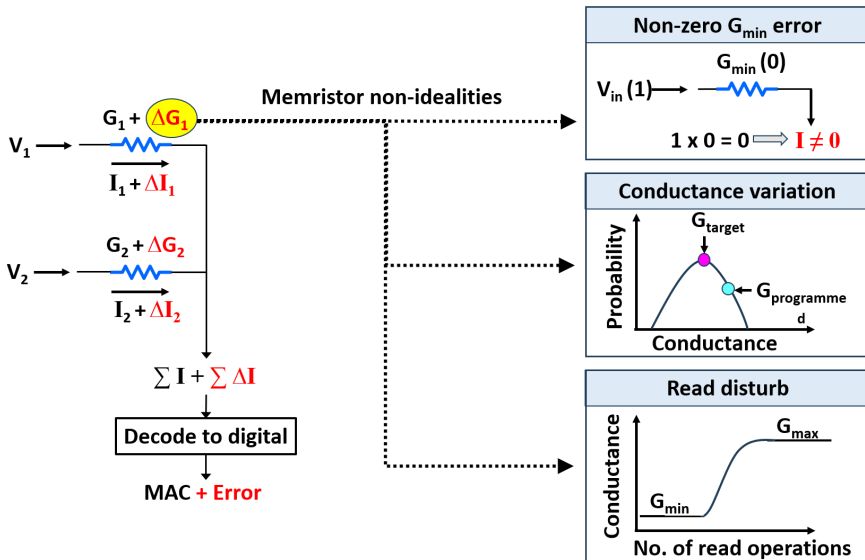 Memristor non-idealities
G₁ + ΔG₁
V₁
I₁ + ΔI₁
G₂ + ΔG₂
V₂
I₂ + ΔI₂
∑ I + ∑ ΔI
Decode to digital
MAC + Error
Non-zero Gmin error
Gmin (0)
Vin (1)
1 x 0 = 0
I ≠ 0
Conductance variation
Gtarget
Gprogramme
d
Probability
Conductance
Read disturb
Gmax
Gmin
Conductance
No. of read operations